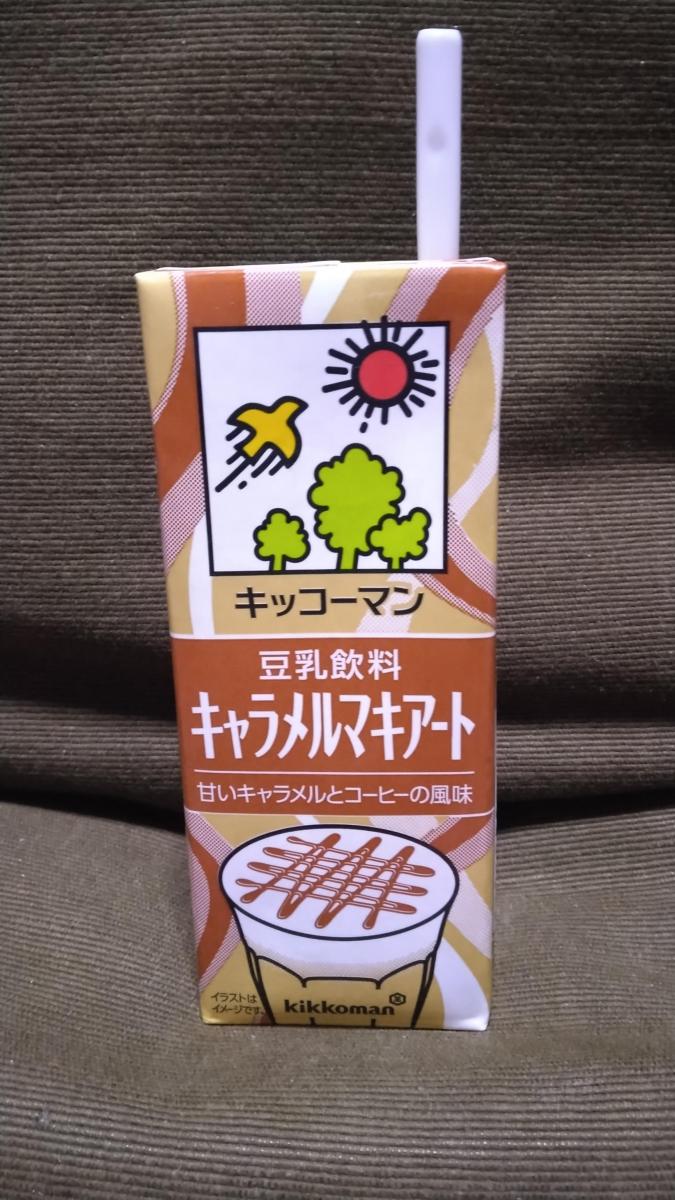 キッコーマン
豆乳飲料
キャラメルマキアート
甘いキャラメルとコーヒーの風味
イラストは
イメージです。
kikkoman